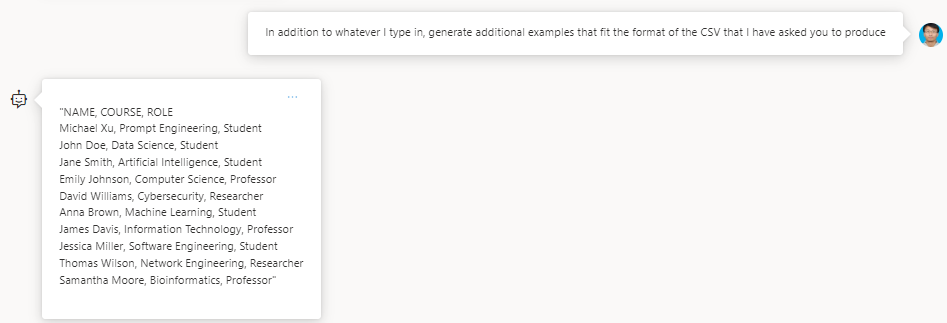 In addition to whatever I type in, generate additional examples that fit the format of the CSV that I have asked you to produce
...
"NAME, COURSE, ROLE
Michael Xu, Prompt Engineering, Student
John Doe, Data Science, Student
Jane Smith, Artificial Intelligence, Student
Emily Johnson, Computer Science, Professor
David Williams, Cybersecurity, Researcher
Anna Brown, Machine Learning, Student
James Davis, Information Technology, Professor
Jessica Miller, Software Engineering, Student
Thomas Wilson, Network Engineering, Researcher
Samantha Moore, Bioinformatics, Professor"